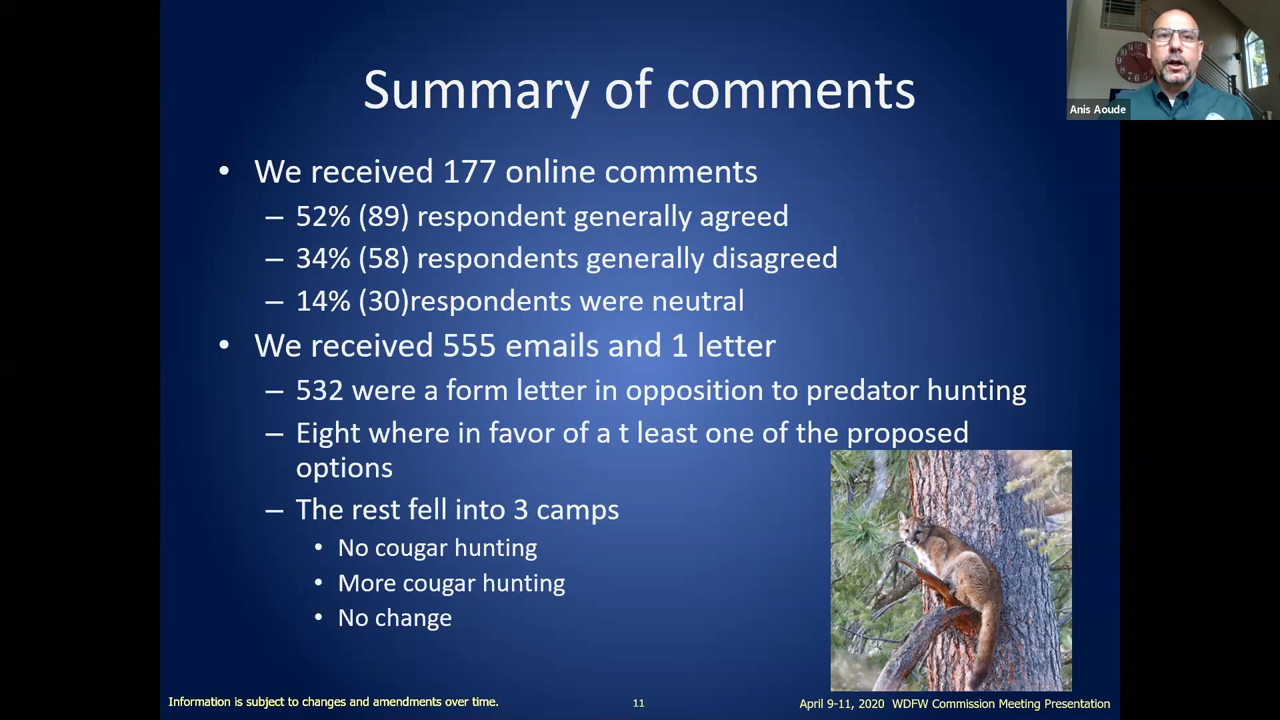 Summary of comments
• We received 177 online comments
– 52% (89) respondent generally agreed
– 34% (58) respondents generally disagreed
– 14% (30)respondents were neutral
• We received 555 emails and 1 letter
– 532 were a form letter in opposition to predator hunting
– Eight where in favor of a t least one of the proposed
options
– The rest fell into 3 camps
• No cougar hunting
• More cougar hunting
• No change
Information is subject to changes and amendments over time.
11
April 9-11, 2020 WDFW Commission Meeting Presentation
Anis Aoude